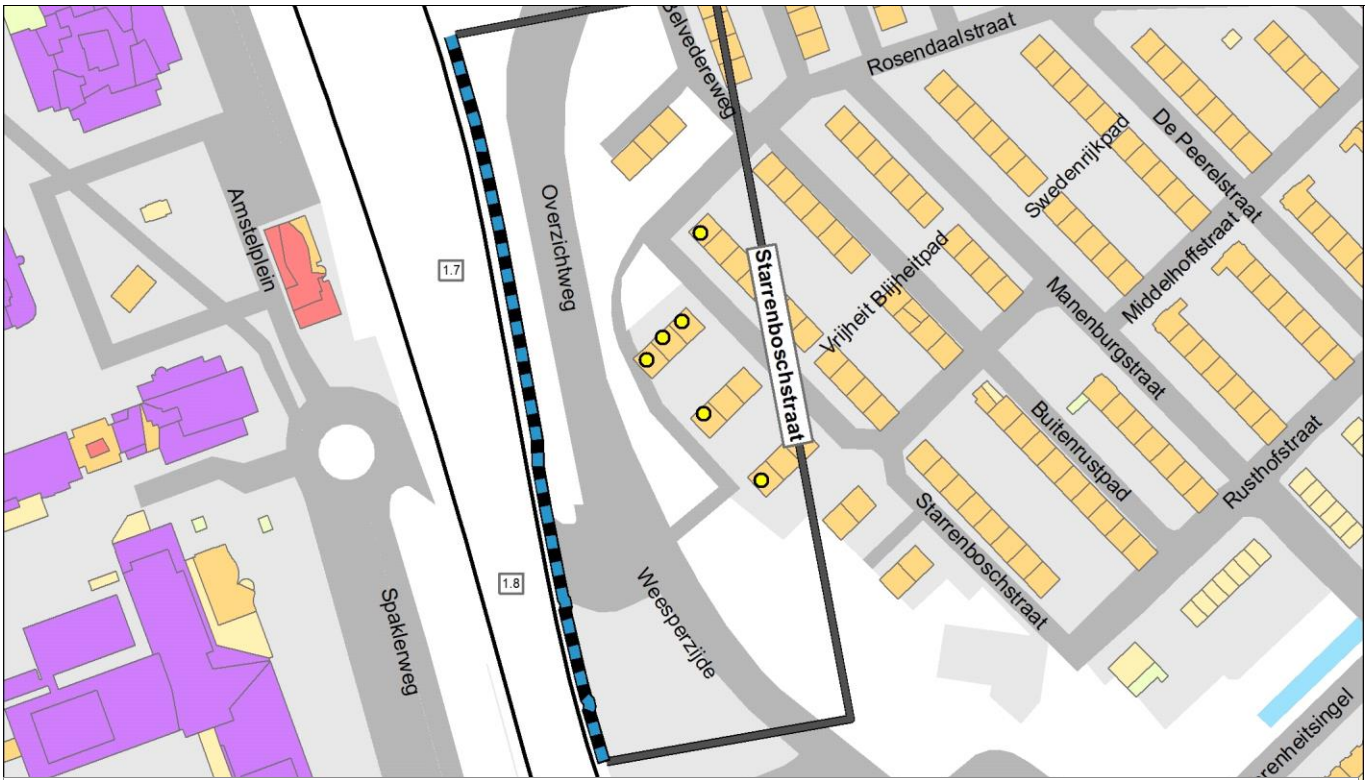 Belvedereweg
Rosendaalstraat
Swedenrijkpad
De Peerelstraat
Amstelplein
Overzichtweg
1.7
Starrenboschstraat
Vrijheit Blijheitpad
Middelhoffstraat
Manenburgstraat
Buitenrustpad
Rusthofstraat
Starrenboschstraat
1.8
Weesperzijde
Spaklerweg
renheitsingel